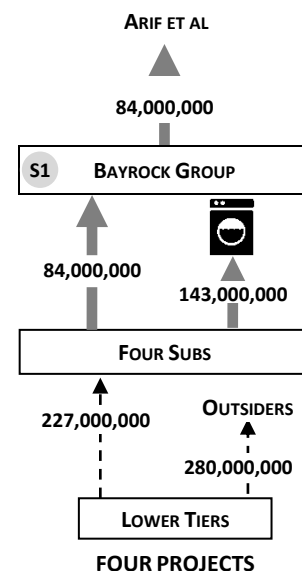 ARIF ET AL
84,000,000
S1 BAYROCK GROUP
84,000,000
143,000,000
FOUR SUBS
227,000,000
OUTSIDERS
280,000,000
LOWER TIERS
FOUR PROJECTS